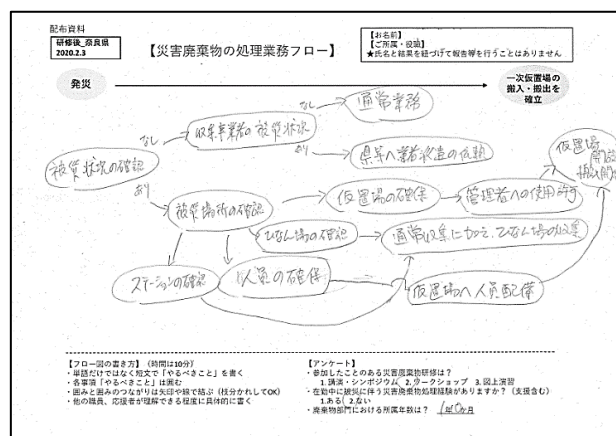 配布資料
研修後_奈良県
2020.2.3
【災害廃棄物の処理業務フロー】
【お名前】
【ご所属・役職】
★氏名と結果を紐づけて報告等を行うことはありません
発災
一次仮置場の
搬入・搬出を
確立
なし
通常業務
収集業者の被災状況
あり
県等へ業者派遣の依頼
被災状況の確認
仮置場
開設
搬入開始
あり
被災場所の確認
仮置場の確保
管理者への使用許可
ひなん場の確認
通常収集に加え、ひなん場の収集
ステーションの確認
人員の確保
仮置場へ人員配備
【フロー図の書き方】（時間は10分）
・単語だけではなく短文で「やるべきこと」を書く
・各事項「やるべきこと」は囲む
・囲みと囲みのつながりは矢印や線で結ぶ（枝分かれしてOK）
・他の職員、応援者が理解できる程度に具体的に書く
【アンケート】
・参加したことのある災害廃棄物研修は？
1. 講演・シンポジウム 2. ワークショップ 3. 図上演習
・在勤中に被災に伴う災害廃棄物処理経験がありますか？（支援含む）
1.ある 2.ない
・廃棄物部門における所属年数は？ 1年10ヶ月